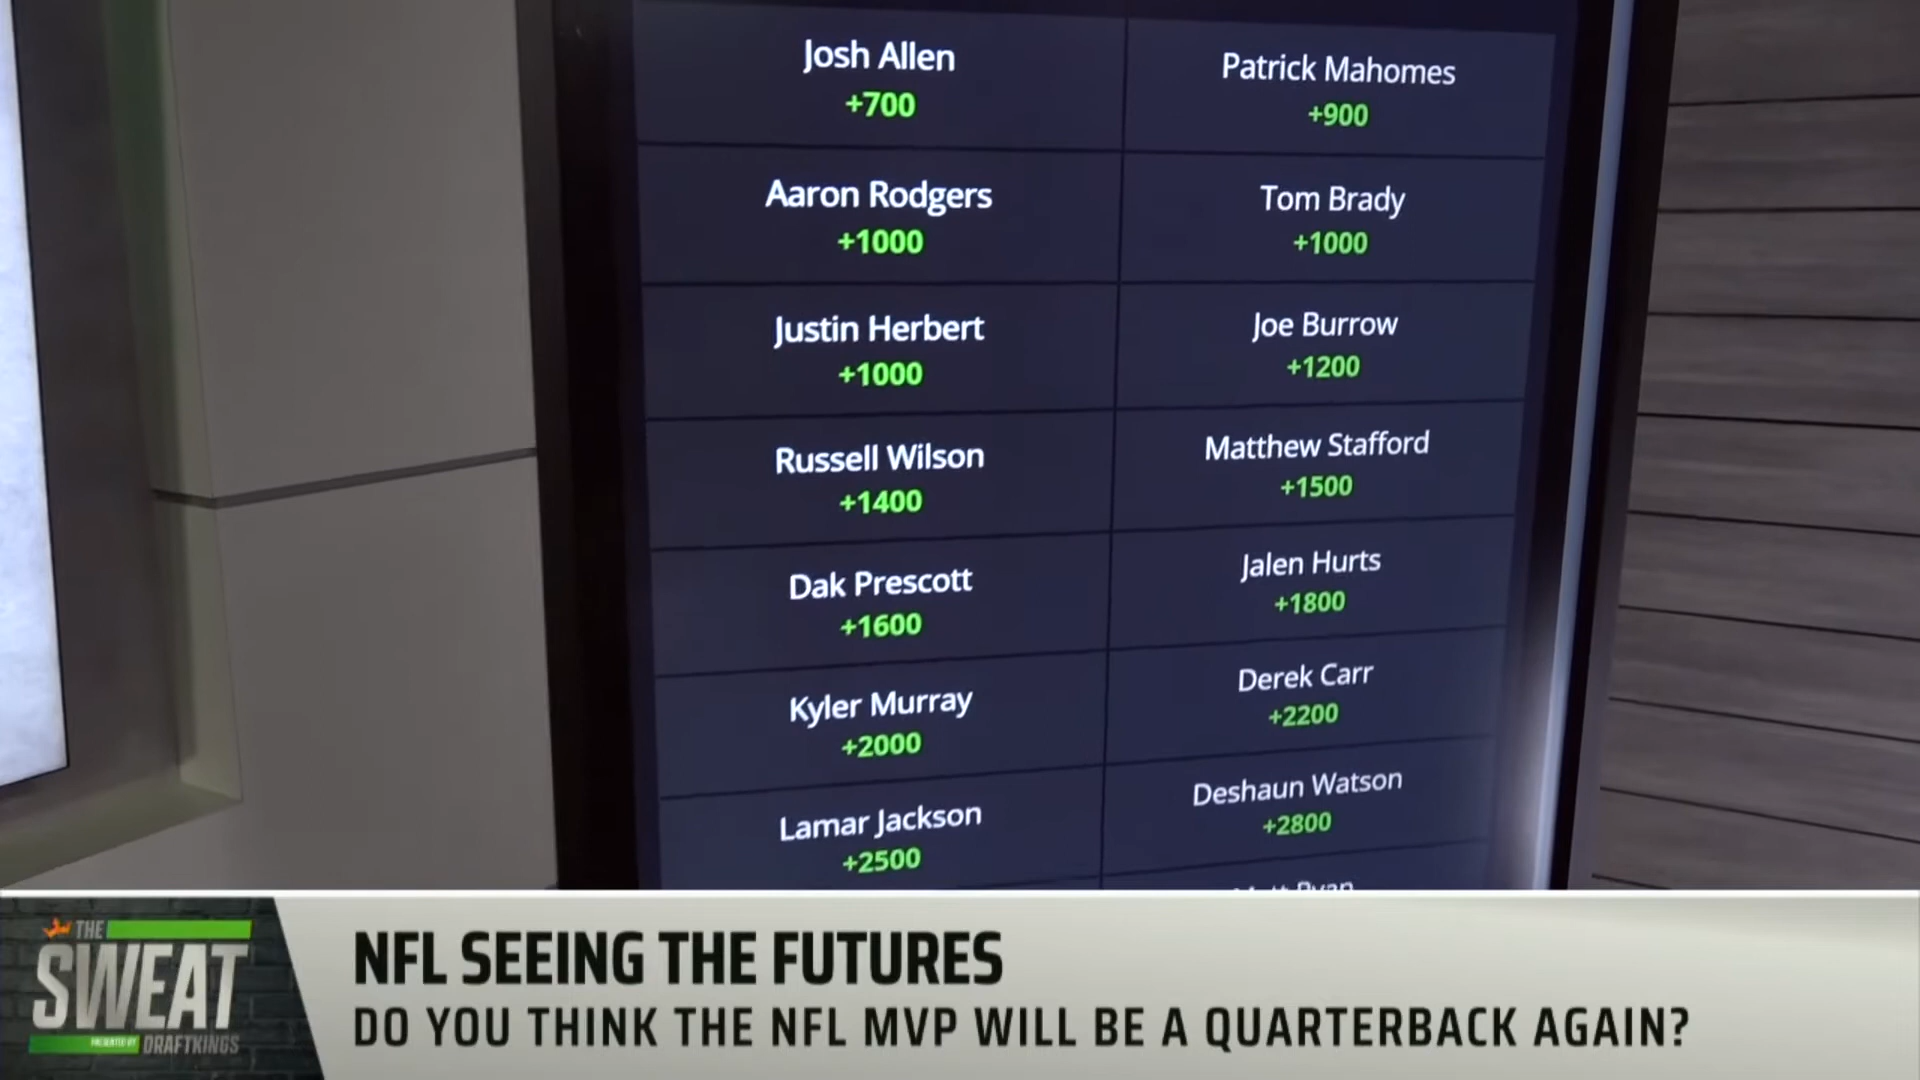 Josh Allen
+700
Patrick Mahomes
+900
Aaron Rodgers
+1000
Tom Brady
+1000
Justin Herbert
+1000
Joe Burrow
+1200
Russell Wilson
+1400
Matthew Stafford
+1500
Dak Prescott
+1600
Jalen Hurts
+1800
Kyler Murray
+2000
Derek Carr
+2200
Lamar Jackson
+2500
Deshaun Watson
+2800
THE
SWEAT
PRESENTED BY DRAFTKINGS
NFL SEEING THE FUTURES
DO YOU THINK THE NFL MVP WILL BE A QUARTERBACK AGAIN?